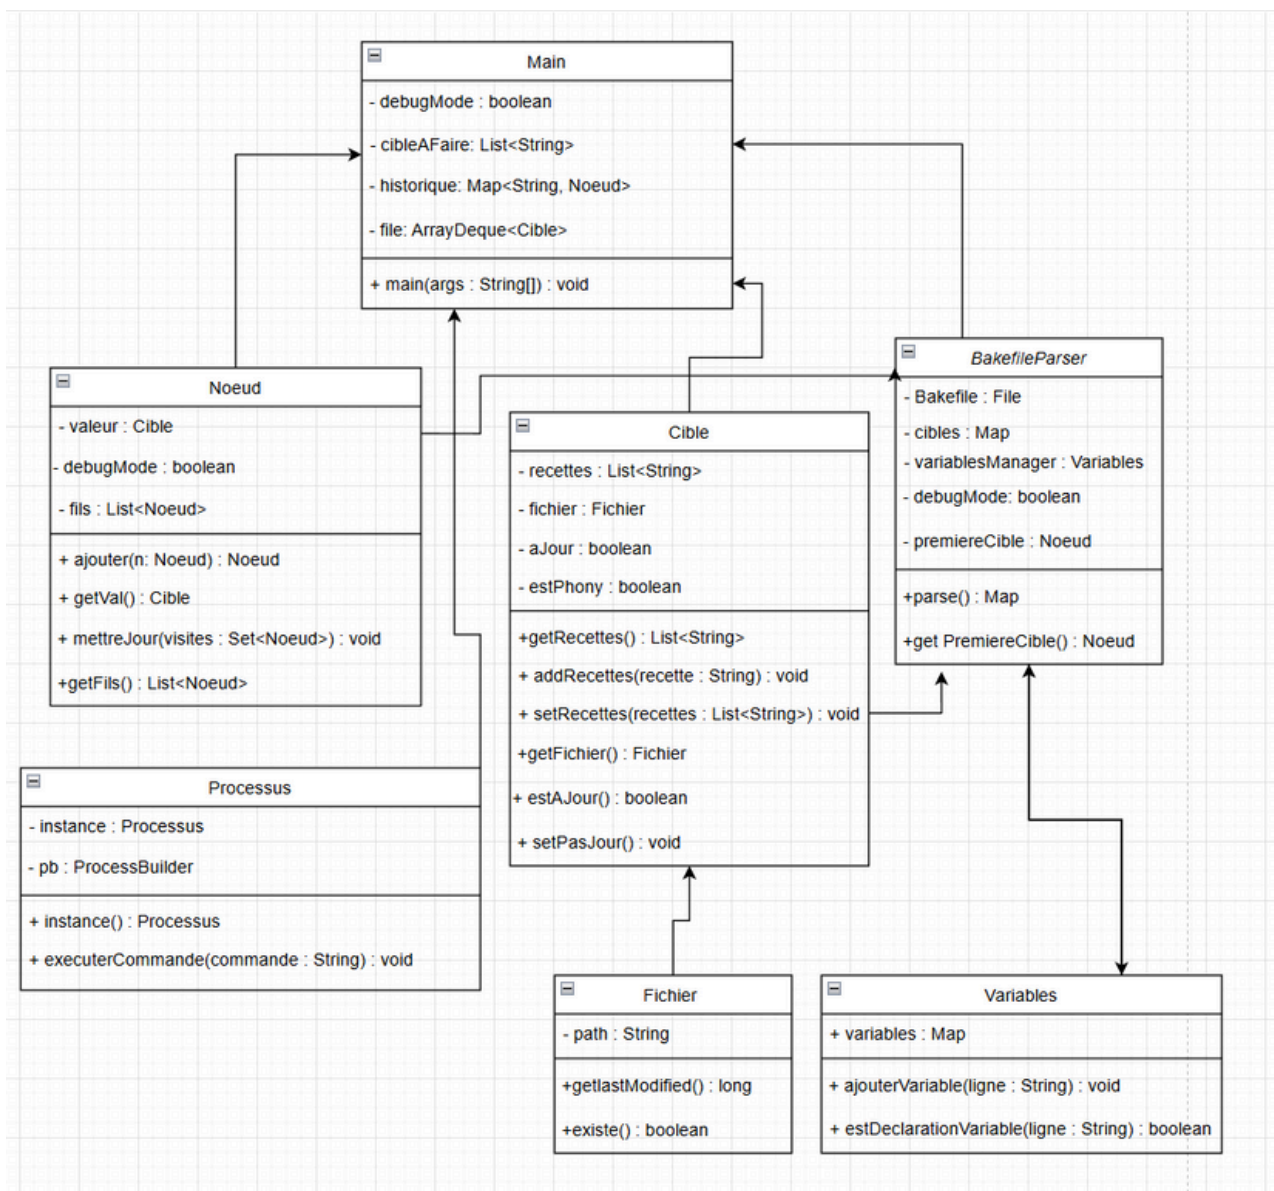 Main
- debugMode : boolean
- cibleAFaire: List<String>
- historique: Map<String, Noeud>
- file: ArrayDeque<Cible>
+ main(args : String[]) : void
Noeud
- valeur : Cible
- debugMode : boolean
- fils : List<Noeud>
+ ajouter(n: Noeud) : Noeud
+ getVal() : Cible
+ mettreJour(visites : Set<Noeud>) : void
+getFils() : List<Noeud>
Cible
- recettes : List<String>
- fichier : Fichier
- aJour : boolean
- estPhony : boolean
+getRecettes() : List<String>
+ addRecettes(recette : String) : void
+ setRecettes(recettes : List<String>) : void
+getFichier() : Fichier
+ estAJour() : boolean
+ setPasJour() : void
BakefileParser
- Bakefile : File
- cibles : Map
- variablesManager : Variables
- debugMode: boolean
- premiereCible : Noeud
+parse() : Map
+get PremiereCible() : Noeud
Processus
- instance : Processus
- pb : ProcessBuilder
+ instance() : Processus
+ executerCommande(commande : String) : void
Fichier
- path : String
+getlastModified() : long
+existe() : boolean
Variables
+ variables : Map
+ ajouterVariable(ligne : String) : void
+ estDeclarationVariable(ligne : String) : boolean